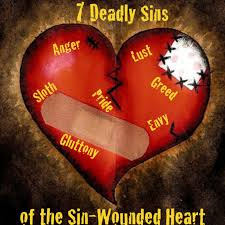 7 Deadly Sins
Anger
Lust
Sloth
Greed
Pride
Envy
Gluttony
of the Sin-Wounded Heart